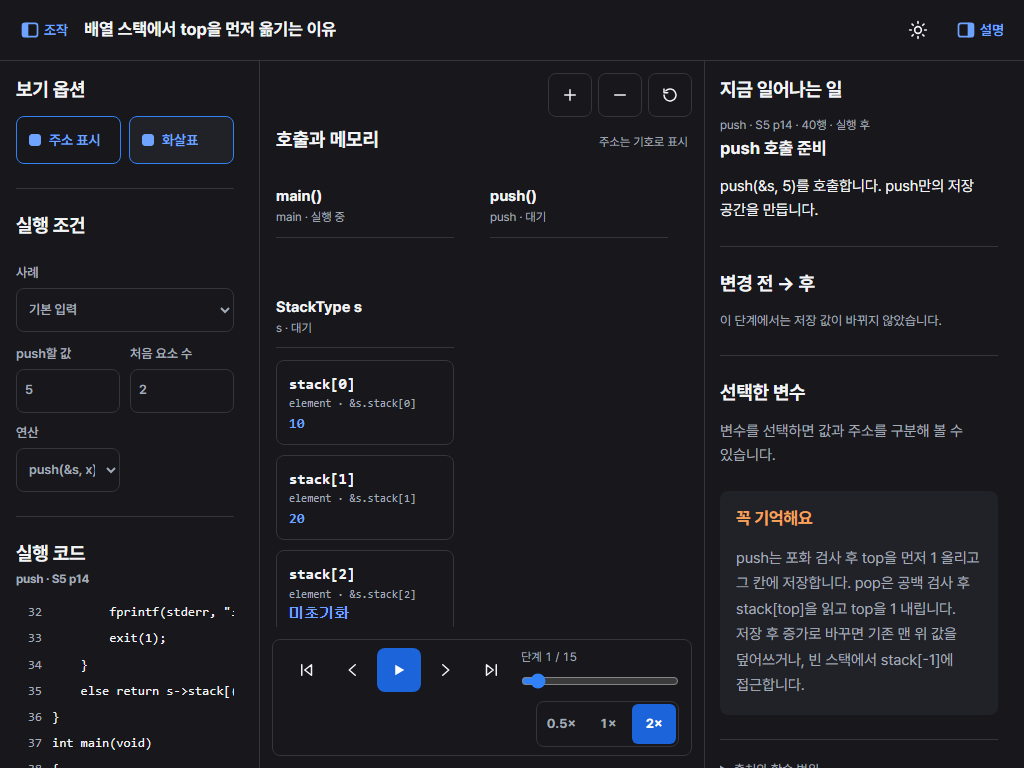 조작
배열 스택에서 top을 먼저 옮기는 이유
설명
보기 옵션
주소 표시
화살표
실행 조건
사례
기본 입력
push할 값
처음 요소 수
5
2
연산
push(&s, x)
실행 코드
push · S5 p14
32 fprintf(stderr, "
33 exit(1);
34 }
35 else return s->stack[(
36 }
37 int main(void)
38 {
호출과 메모리
주소는 기호로 표시
main()
main · 실행 중
push()
push · 대기
StackType s
s · 대기
stack[0]
element · &s.stack[0]
10
stack[1]
element · &s.stack[1]
20
stack[2]
element · &s.stack[2]
미초기화
단계 1 / 15
0.5×
1×
2×
지금 일어나는 일
push · S5 p14 · 40행 · 실행 후
push 호출 준비
push(&s, 5)를 호출합니다. push만의 저장
공간을 만듭니다.
변경 전 → 후
이 단계에서는 저장 값이 바뀌지 않았습니다.
선택한 변수
변수를 선택하면 값과 주소를 구분해 볼 수
있습니다.
꼭 기억해요
push는 포화 검사 후 top을 먼저 1 올리고
그 칸에 저장합니다. pop은 공백 검사 후
stack[top]을 읽고 top을 1 내립니다.
저장 후 증가로 바꾸면 기존 맨 위 값을
덮어쓰거나, 빈 스택에서 stack[-1]에
접근합니다.